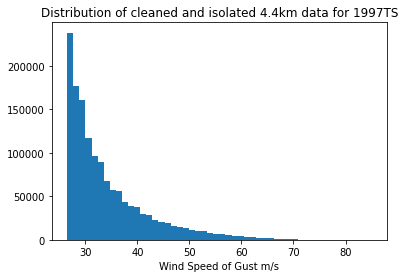 Distribution of cleaned and isolated 4.4km data for 1997TS
200000
150000
100000
50000
0
30 40 50 60 70 80
Wind Speed of Gust m/s